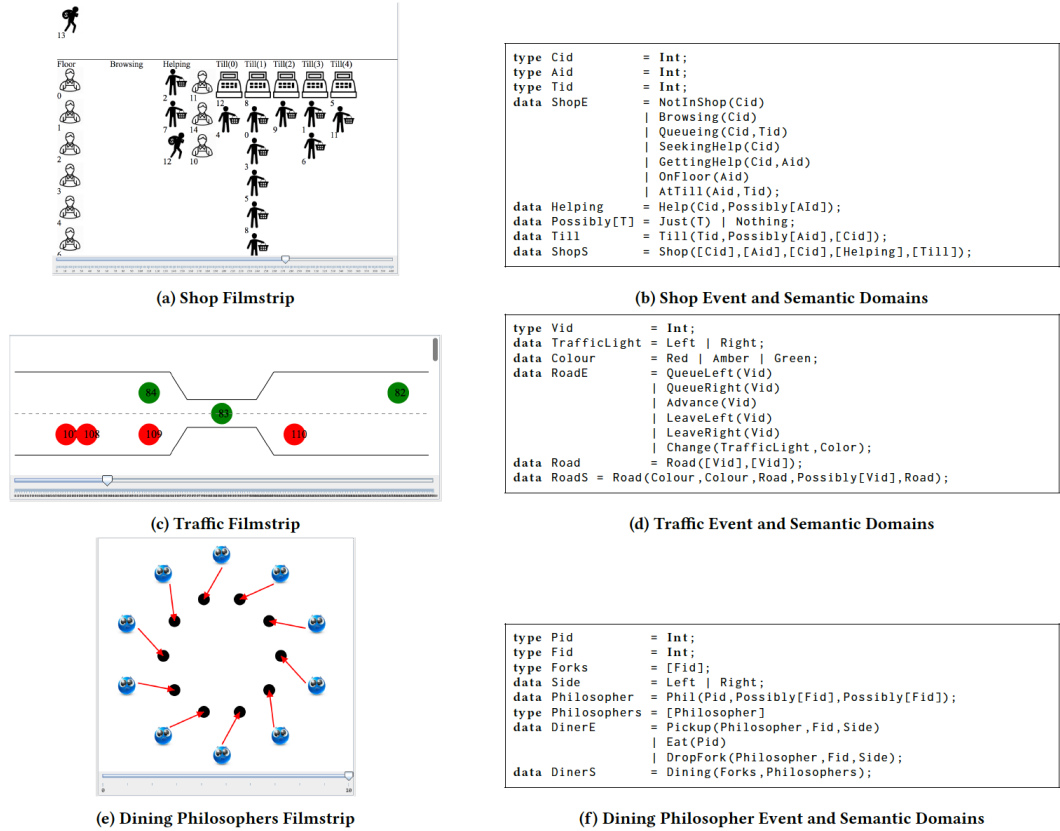 13
Floor Browsing Helping Till(0) Till(1) Till(2) Till(3) Till(4)
0 2 11 12 8 5
1 7 14 4 0 9 1 11
2 12 10 3 6
3 5
4 8
(a) Shop Filmstrip
type Cid = Int;
type Aid = Int;
type Tid = Int;
data ShopE = NotInShop(Cid)
| Browsing(Cid)
| Queueing(Cid,Tid)
| SeekingHelp(Cid)
| GettingHelp(Cid,Aid)
| OnFloor(Aid)
| AtTill(Aid,Tid);
data Helping = Help(Cid,Possibly[AId]);
data Possibly[T] = Just(T) | Nothing;
data Till = Till(Tid,Possibly[Aid],[Cid]);
data ShopS = Shop([Cid],[Aid],[Cid],[Helping],[Till]);
(b) Shop Event and Semantic Domains
84 82
83
108 109 110
(c) Traffic Filmstrip
type Vid = Int;
data TrafficLight = Left | Right;
data Colour = Red | Amber | Green;
data RoadE = QueueLeft(Vid)
| QueueRight(Vid)
| Advance(Vid)
| LeaveLeft(Vid)
| LeaveRight(Vid)
| Change(TrafficLight,Color);
data Road = Road([Vid],[Vid]);
data RoadS = Road(Colour,Colour,Road,Possibly[Vid],Road);
(d) Traffic Event and Semantic Domains
0 10
(e) Dining Philosophers Filmstrip
type Pid = Int;
type Fid = Int;
type Forks = [Fid];
data Side = Left | Right;
data Philosopher = Phil(Pid,Possibly[Fid],Possibly[Fid]);
type Philosophers = [Philosopher]
data DinerE = Pickup(Philosopher,Fid,Side)
| Eat(Pid)
| DropFork(Philosopher,Fid,Side);
data DinerS = Dining(Forks,Philosophers);
(f) Dining Philosopher Event and Semantic Domains